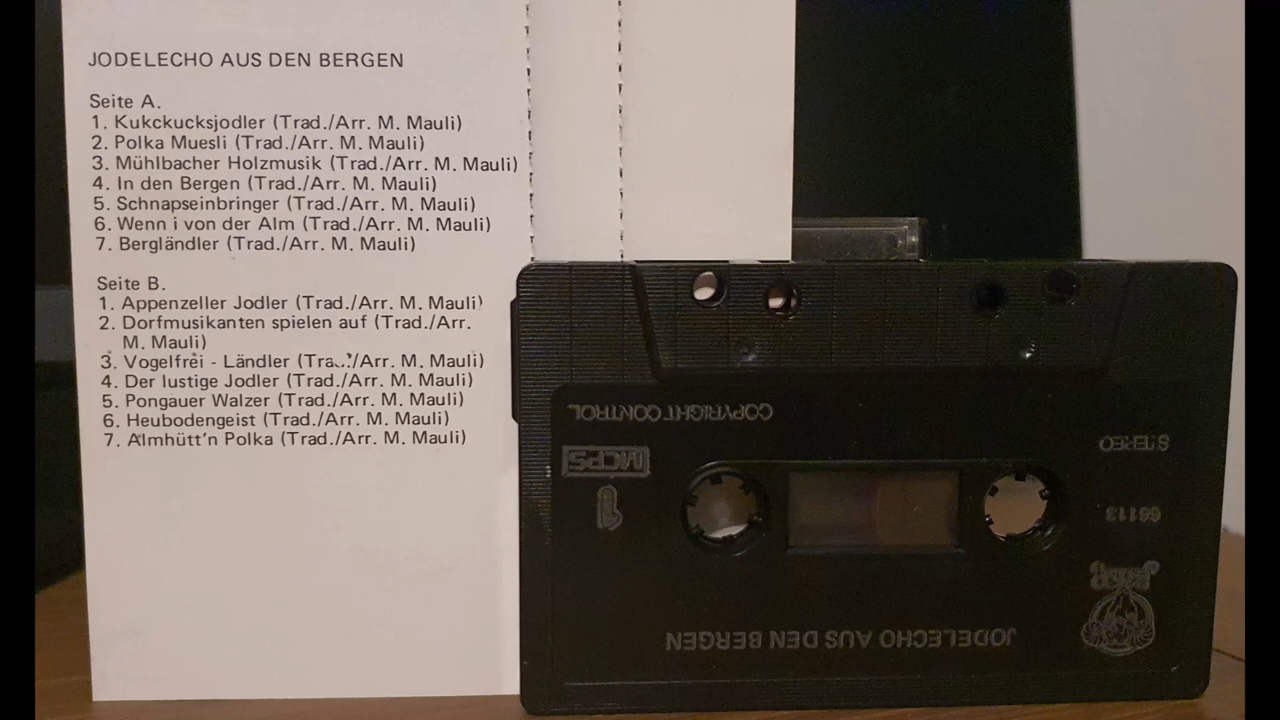 JODELECHO AUS DEN BERGEN
Seite A.
1. Kukckucksjodler (Trad./Arr. M. Mauli)
2. Polka Muesli (Trad./Arr. M. Mauli)
3. Mühlbacher Holzmusik (Trad./Arr. M. Mauli)
4. In den Bergen (Trad./Arr. M. Mauli)
5. Schnapseinbringer (Trad./Arr. M. Mauli)
6. Wenn i von der Alm (Trad./Arr. M. Mauli)
7. Bergländler (Trad./Arr. M. Mauli)
Seite B.
1. Appenzeller Jodler (Trad./Arr. M. Mauli)
2. Dorfmusikanten spielen auf (Trad./Arr.
M. Mauli)
3. Vogelfrei - Ländler (Trad./Arr. M. Mauli)
4. Der lustige Jodler (Trad./Arr. M. Mauli)
5. Pongauer Walzer (Trad./Arr. M. Mauli)
6. Heubodengeist (Trad./Arr. M. Mauli)
7. Almhütt'n Polka (Trad./Arr. M. Mauli)
JODELECHO AUS DEN BERGEN
66113
STEREO
1
MCPS
COPYRIGHT CONTROL